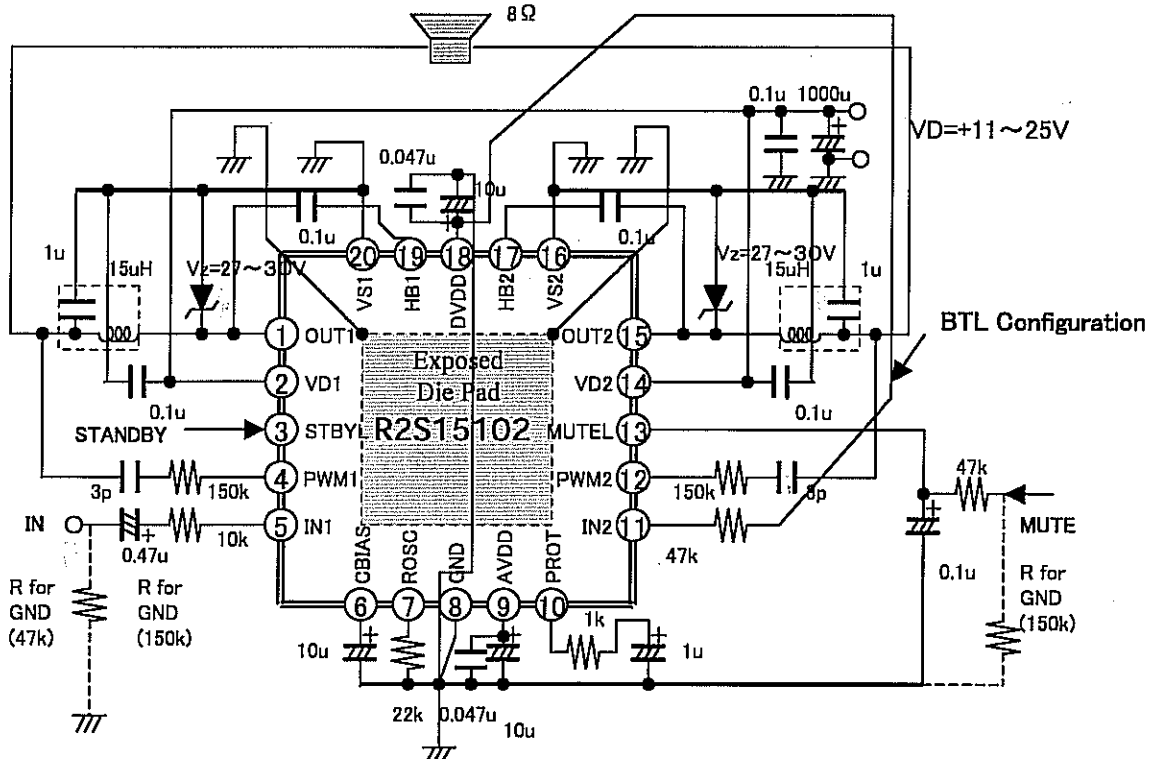 8Ω
0.1u 1000u
VD=+11～25V
0.047u
10u
0.1u
0.1u
1u
15uH
Vz=27～30V
20
19
18
17
16
VS1
HB1
DVDD
HB2
VS2
Vz=27～30V
15uH
1u
1
OUT1
OUT2
15
BTL Configuration
Exposed
Die Pad
R2S15102
2
VD1
VD2
14
0.1u
0.1u
STANDBY
3
STBYL
MUTEL
13
3p
150k
4
PWM1
PWM2
12
150k
3p
47k
IN
0.47u
10k
5
IN1
IN2
11
47k
MUTE
CBIAS
ROSC
GND
AVDD
PROT
0.1u
R for
GND
(47k)
R for
GND
(150k)
R for
GND
(150k)
6
7
8
9
10
10u
1k
1u
22k
0.047u
10u